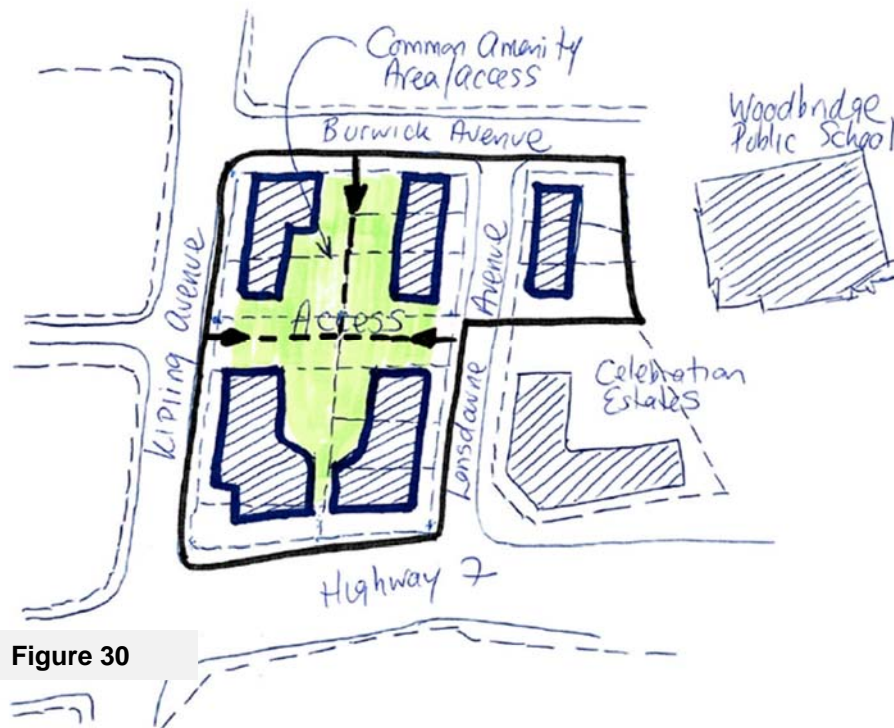 Common Amenity
Area/access
Woodbridge
Public School
Burwick Avenue
Kipling Avenue
Access
Lansdowne Avenue
Celebration
Estates
Highway 7
Figure 30